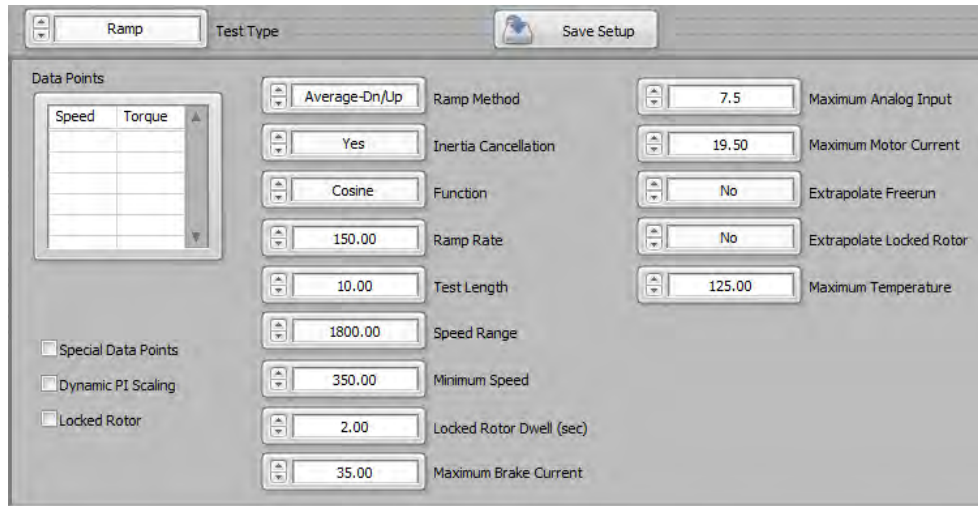 Ramp Test Type Save Setup
Data Points
Speed Torque
Special Data Points
Dynamic PI Scaling
Locked Rotor
Average-Dn/Up Ramp Method
Yes Inertia Cancellation
Cosine Function
150.00 Ramp Rate
10.00 Test Length
1800.00 Speed Range
350.00 Minimum Speed
2.00 Locked Rotor Dwell (sec)
35.00 Maximum Brake Current
7.5 Maximum Analog Input
19.50 Maximum Motor Current
No Extrapolate Freerun
No Extrapolate Locked Rotor
125.00 Maximum Temperature